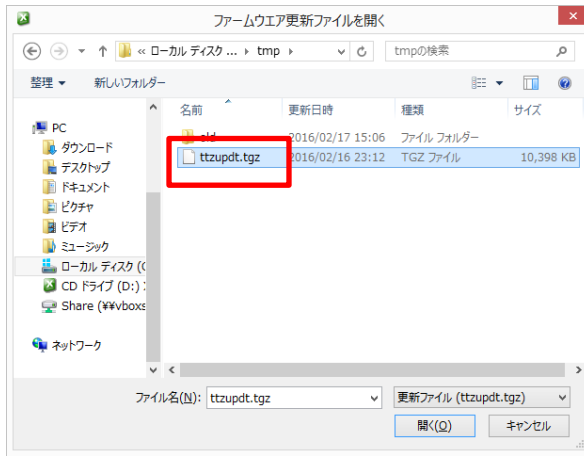 ファームウエア更新ファイルを開く
« ローカル ディスク ... › tmp ›
tmpの検索
整理 新しいフォルダー
名前 更新日時 種類 サイズ
old 2016/02/17 15:06 ファイル フォルダー
ttzupdt.tgz 2016/02/16 23:12 TGZ ファイル 10,398 KB
PC
ダウンロード
デスクトップ
ドキュメント
ピクチャ
ビデオ
ミュージック
ローカル ディスク (C
CD ドライブ (D:)
Share (¥¥vboxs
ネットワーク
ファイル名(N): ttzupdt.tgz 更新ファイル (ttzupdt.tgz)
開く(O) キャンセル